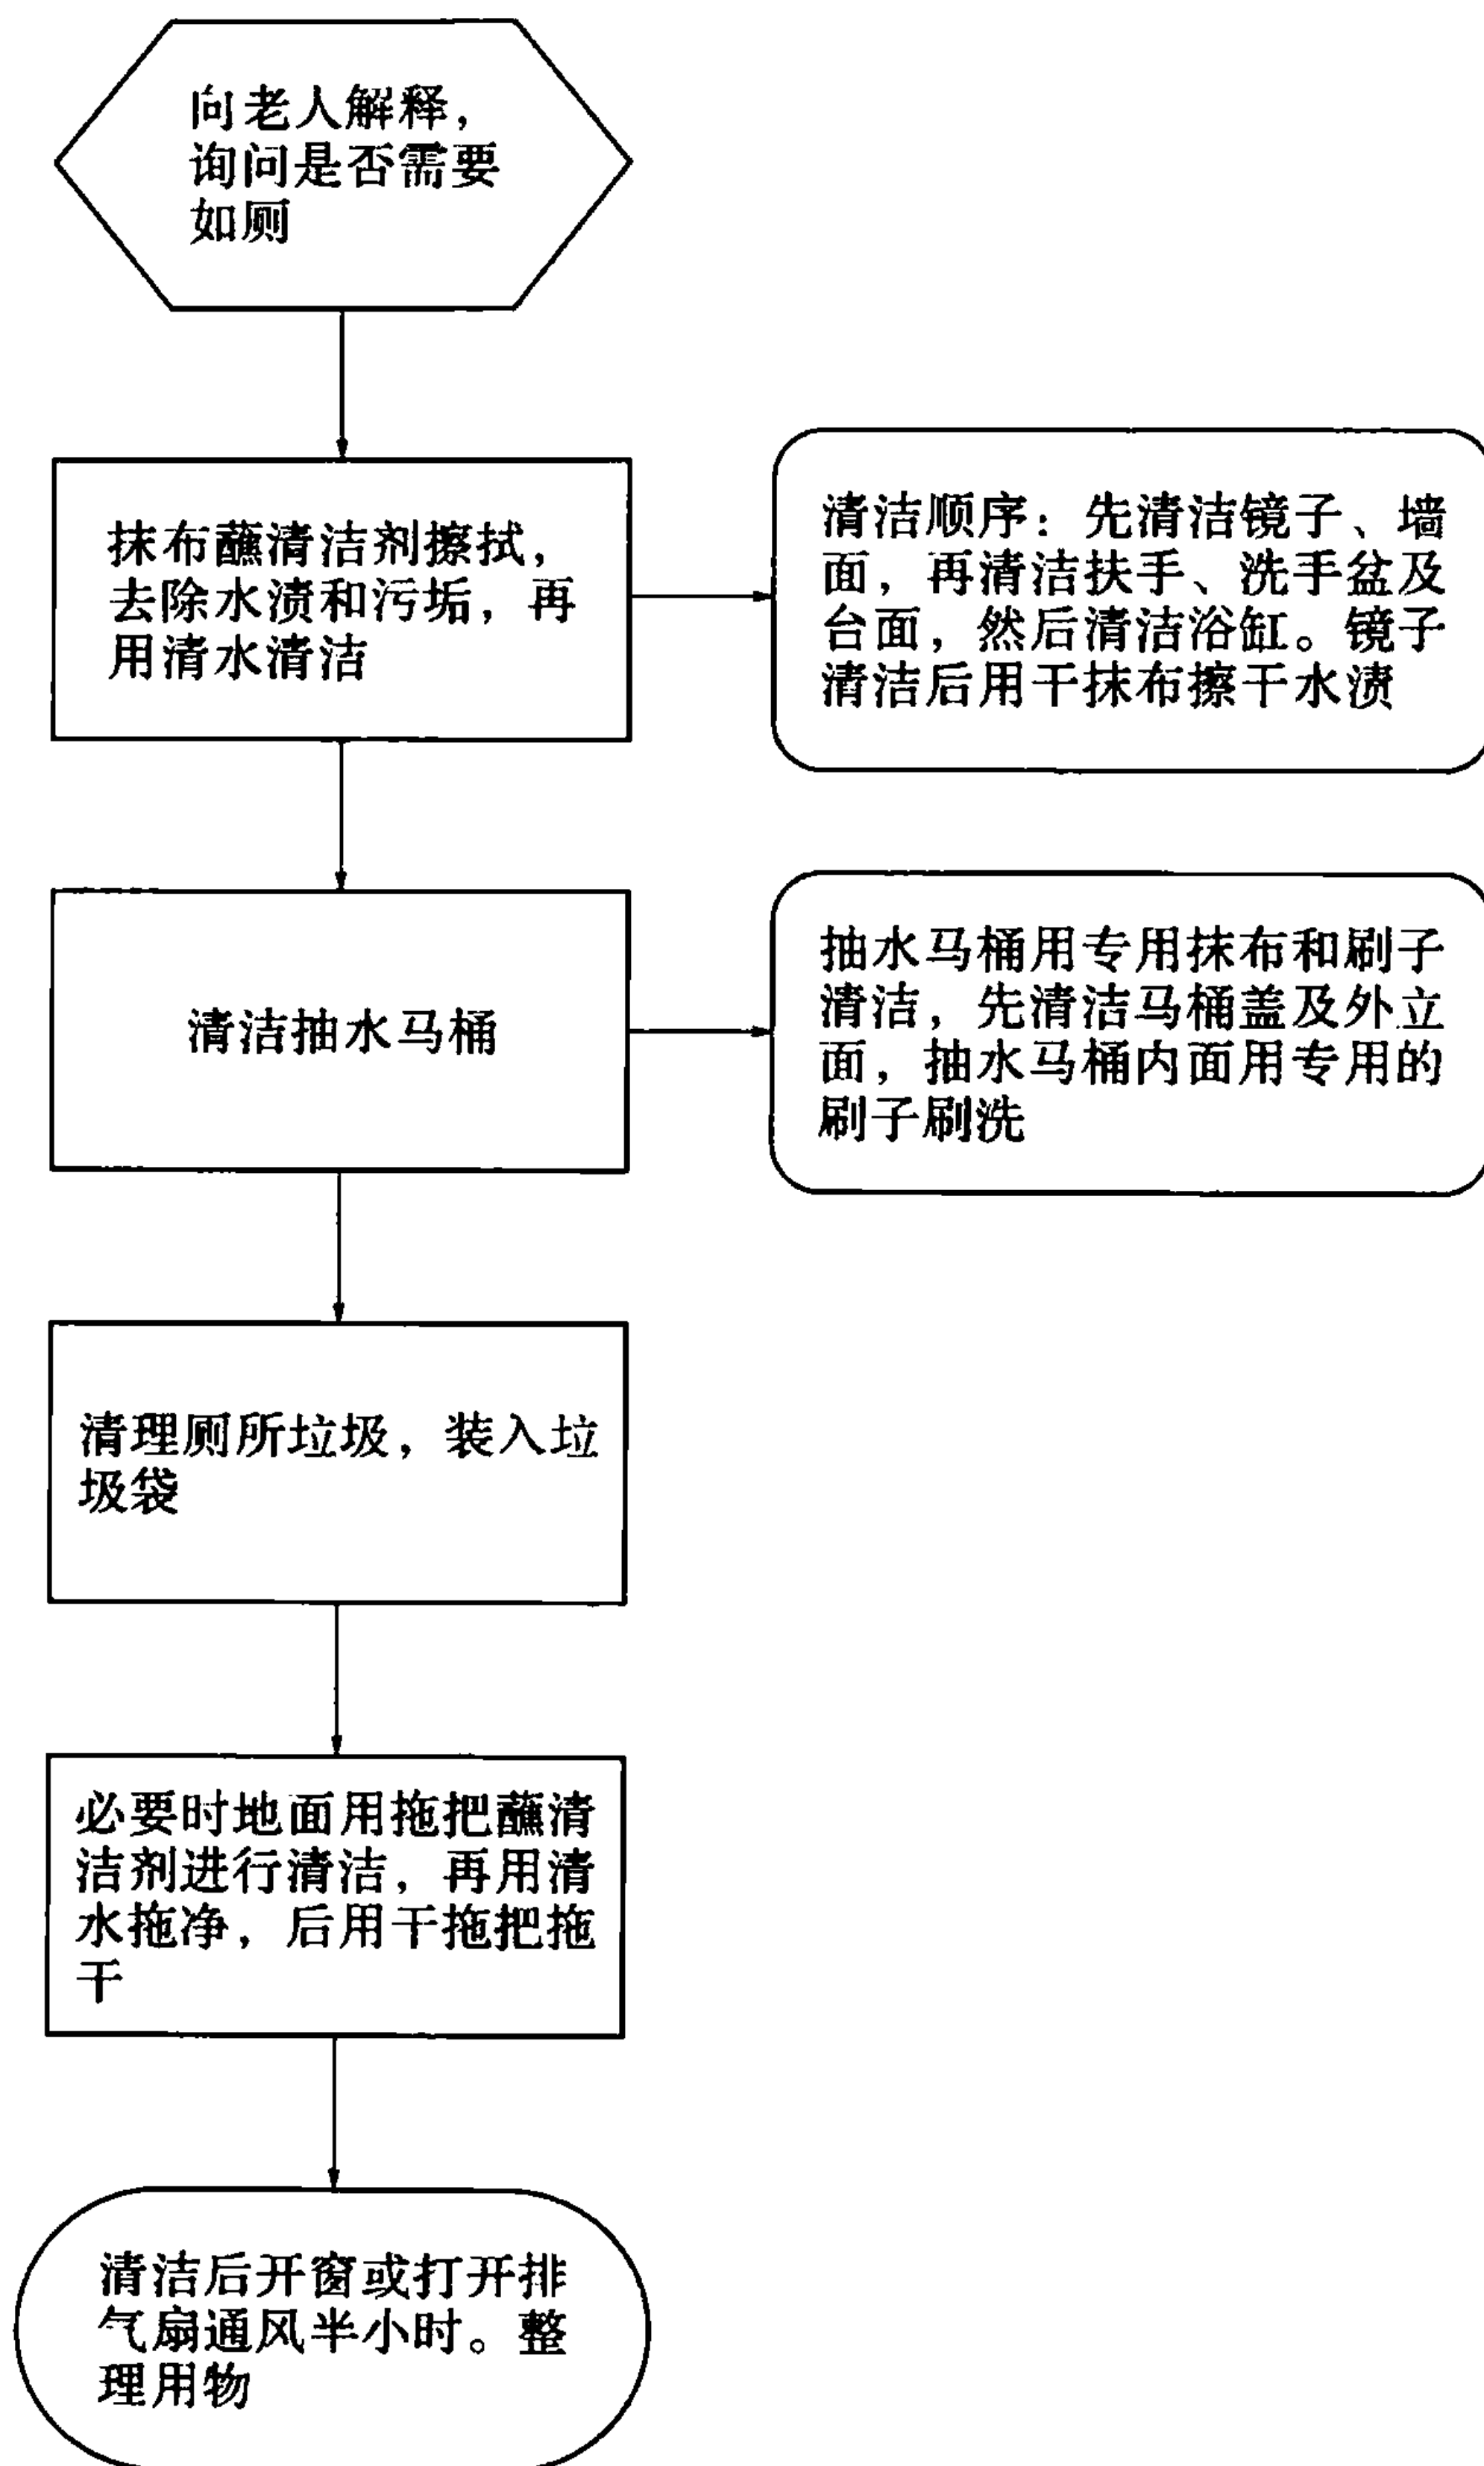 向老人解释，
询问是否需要
如厕
抹布蘸清洁剂擦拭，
去除水渍和污垢，再
用清水清洁
清洁顺序：先清洁镜子、墙
面，再清洁扶手、洗手盆及
台面，然后清洁浴缸。镜子
清洁后用干抹布擦干水渍
清洁抽水马桶
抽水马桶用专用抹布和刷子
清洁，先清洁马桶盖及外立
面，抽水马桶内面用专用的
刷子刷洗
清理厕所垃圾，装入垃
圾袋
必要时地面用拖把蘸清
洁剂进行清洁，再用清
水拖净，后用干拖把拖
干
清洁后开窗或打开排
气扇通风半小时。整
理用物